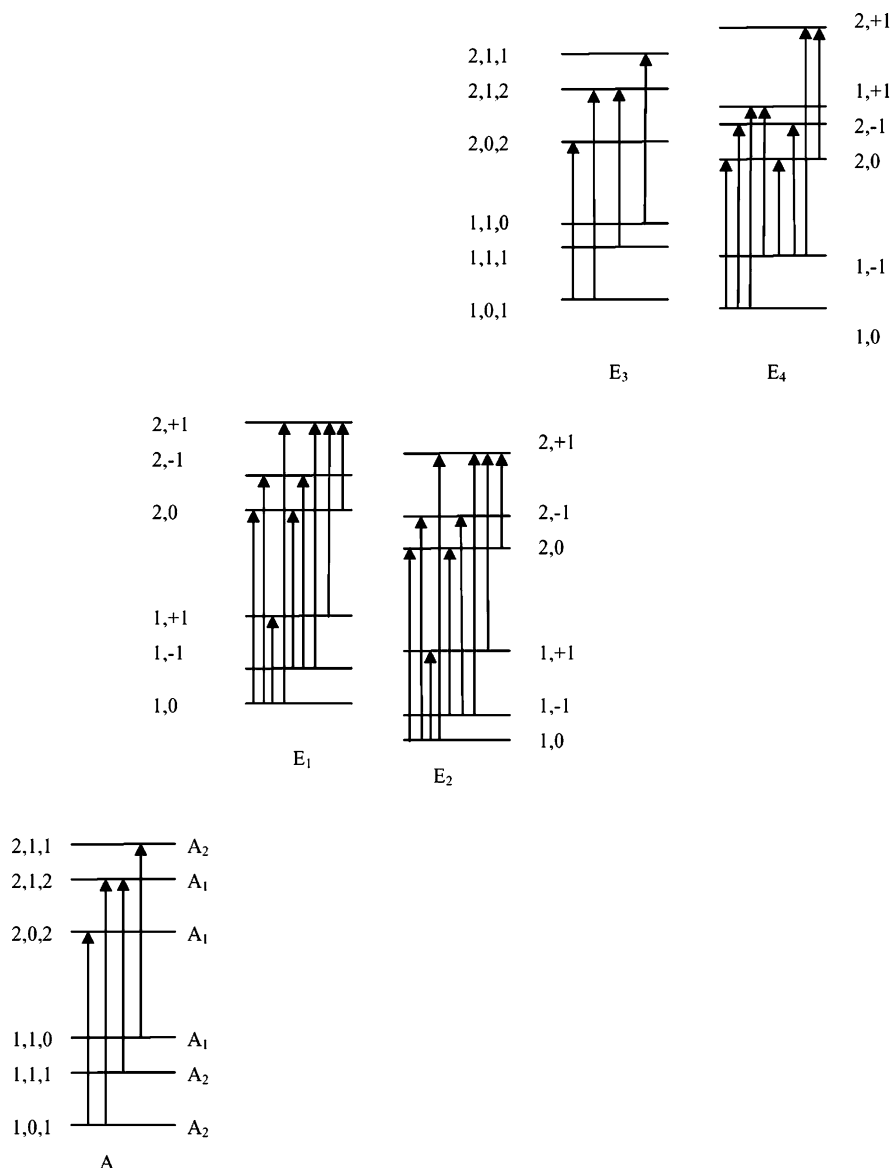 2,1,1
2,1,2
2,0,2
1,1,0
1,1,1
1,0,1
E₃
2,+1
1,+1
2,-1
2,0
1,-1
1,0
E₄
2,+1
2,-1
2,0
1,+1
1,-1
1,0
E₁
2,+1
2,-1
2,0
1,+1
1,-1
1,0
E₂
2,1,1 A₂
2,1,2 A₁
2,0,2 A₁
1,1,0 A₁
1,1,1 A₂
1,0,1 A₂
A